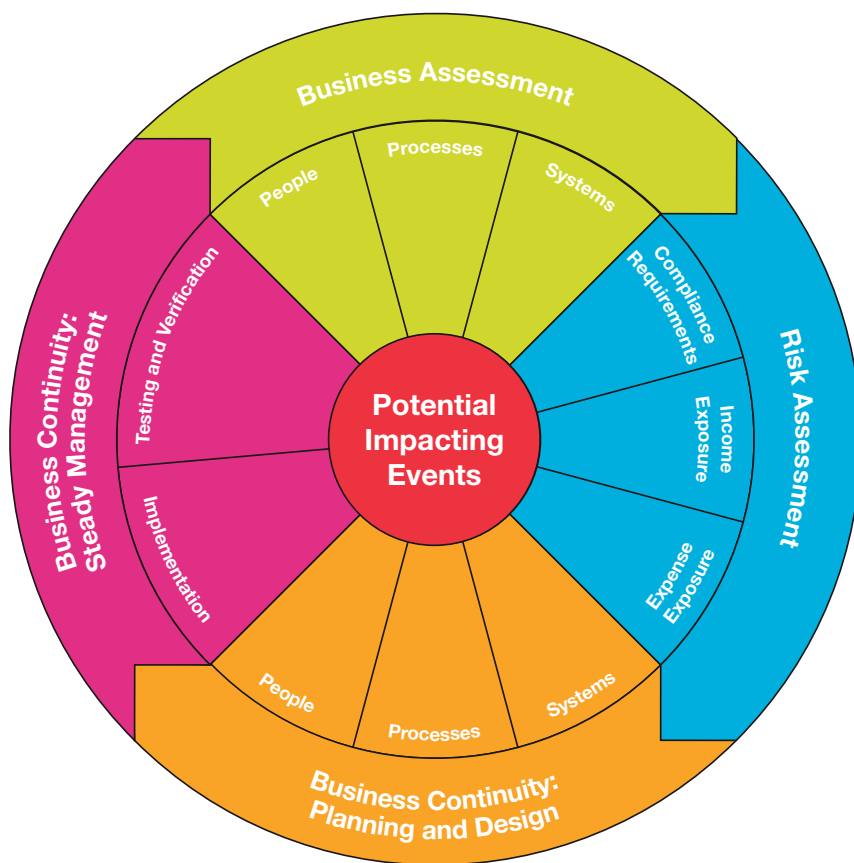 Business Assessment
People
Processes
Systems
Compliance
Requirements
Income
Exposure
Expense
Exposure
Risk Assessment
Potential
Impacting
Events
Testing and Verification
Implementation
Business Continuity:
Steady Management
People
Processes
Systems
Business Continuity:
Planning and Design